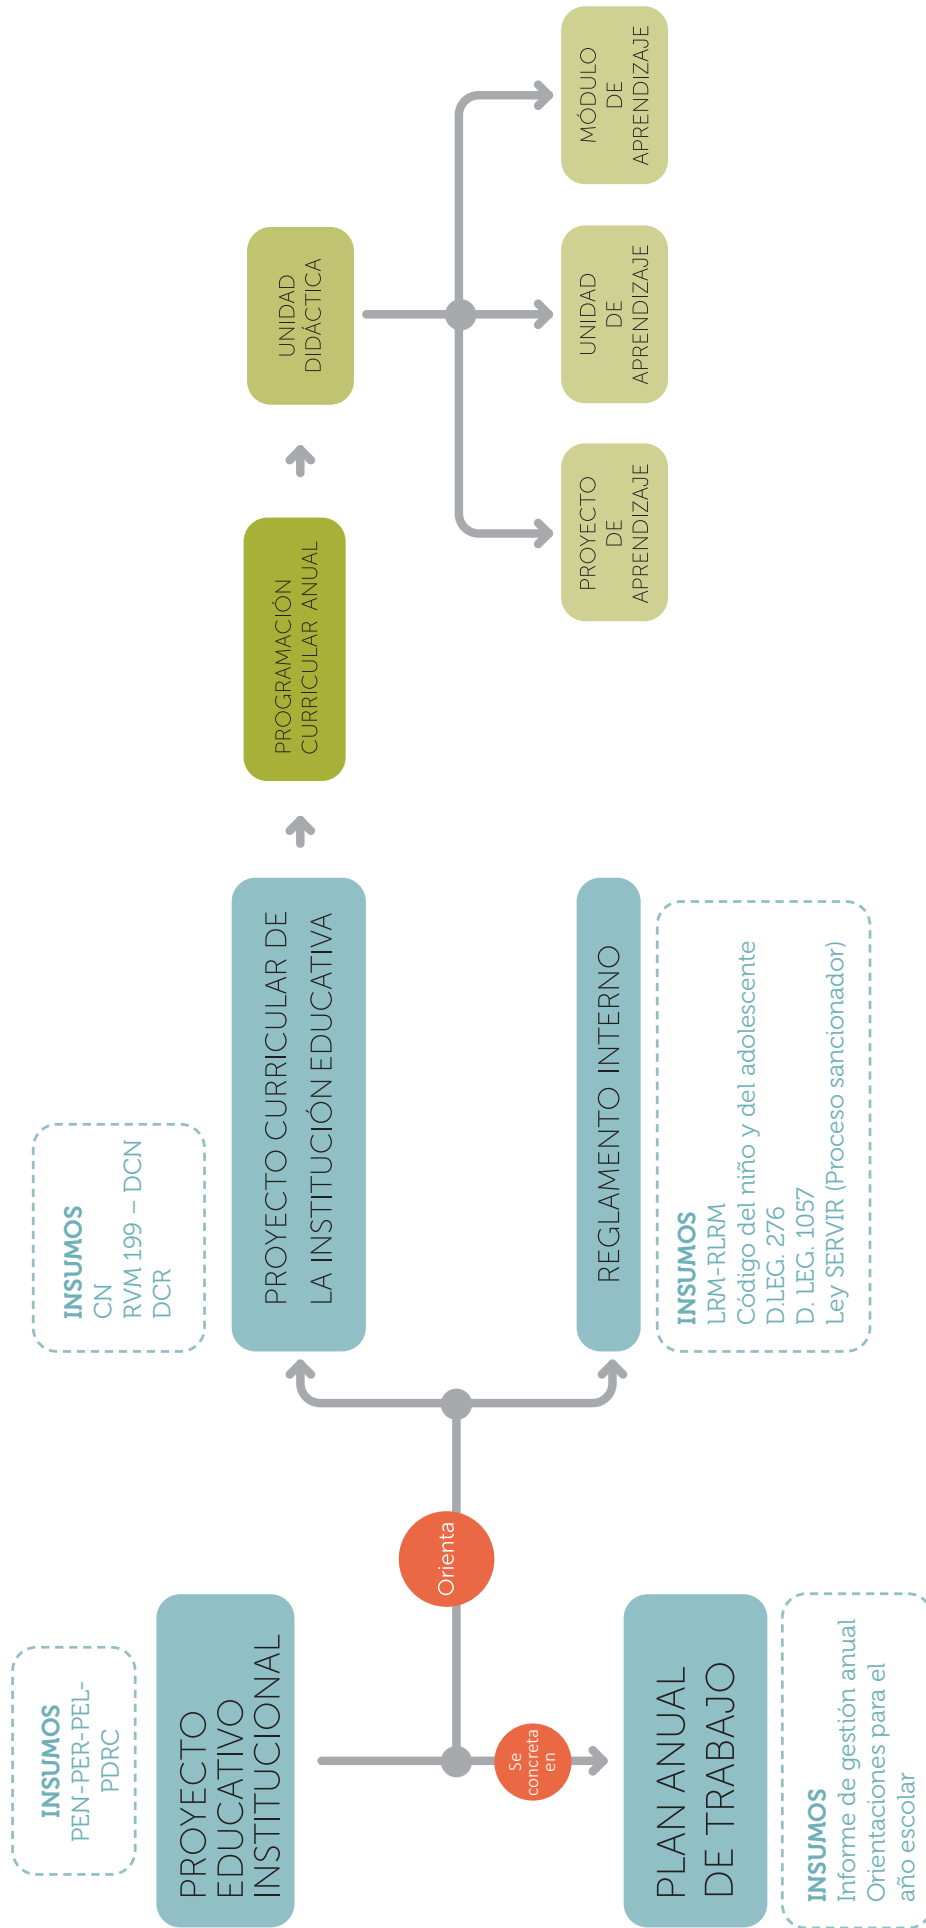 INSUMOS
PEN-PER-PEL-
PDRC
PROYECTO
EDUCATIVO
INSTITUCIONAL
Se
concreta
en
PLAN ANUAL
DE TRABAJO
INSUMOS
Informe de gestión anual
Orientaciones para el
año escolar
Orienta
INSUMOS
CN
RVM 199 – DCN
DCR
PROYECTO CURRICULAR DE
LA INSTITUCIÓN EDUCATIVA
REGLAMENTO INTERNO
INSUMOS
LRM-RLRM
Código del niño y del adolescente
D.LEG. 276
D. LEG. 1057
Ley SERVIR (Proceso sancionador)
PROGRAMACIÓN
CURRICULAR ANUAL
UNIDAD
DIDÁCTICA
PROYECTO
DE
APRENDIZAJE
UNIDAD
DE
APRENDIZAJE
MÓDULO
DE
APRENDIZAJE